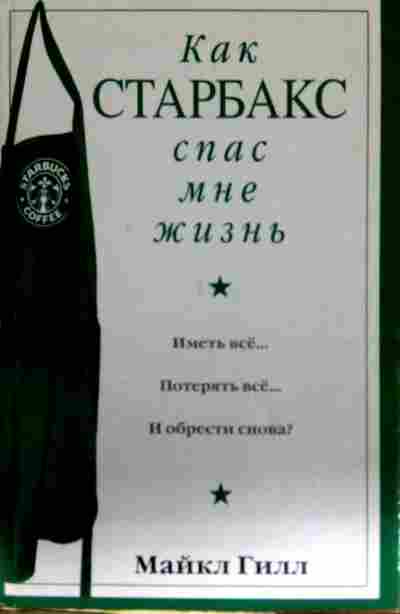 Как
СТАРБАКС
спас
мне
жизнь
STARBUCKS
COFFEE
Иметь всё...
Потерять всё...
И обрести снова?
Майкл Гилл